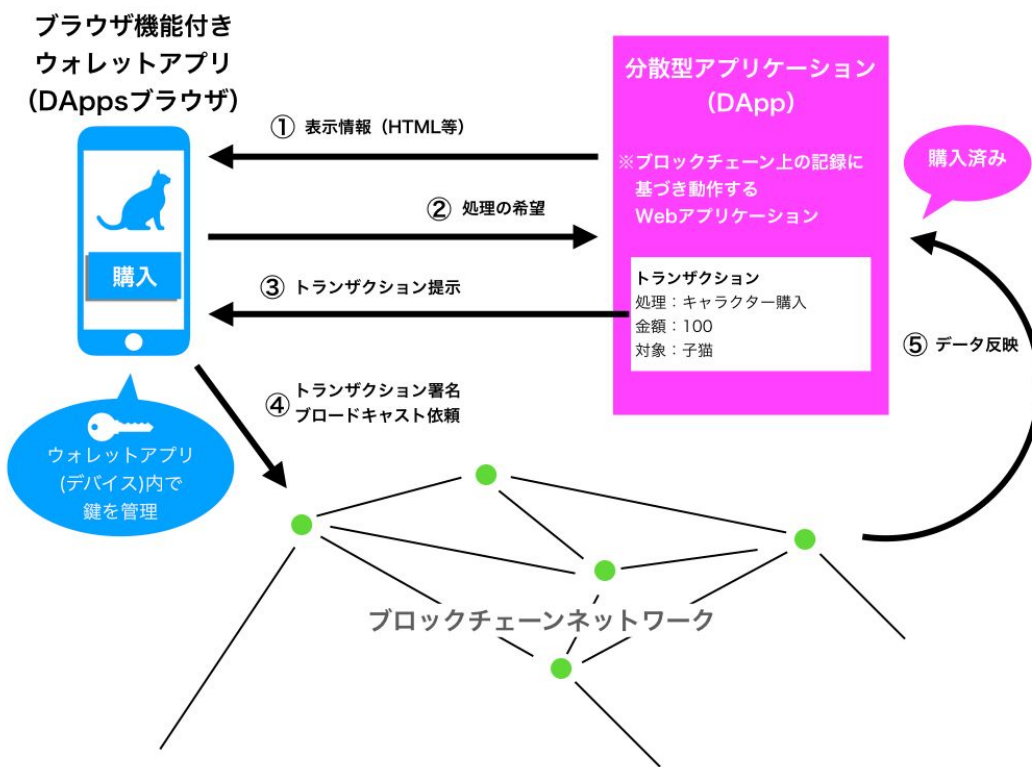 ブラウザ機能付き
ウォレットアプリ
(DAppsブラウザ)
分散型アプリケーション
(DApp)
① 表示情報（HTML等）
※ブロックチェーン上の記録に
基づき動作する
Webアプリケーション
購入済み
② 処理の希望
購入
③ トランザクション提示
トランザクション
処理：キャラクター購入
金額：100
対象：子猫
⑤ データ反映
④ トランザクション署名
ブロードキャスト依頼
ウォレットアプリ
(デバイス)内で
鍵を管理
ブロックチェーンネットワーク